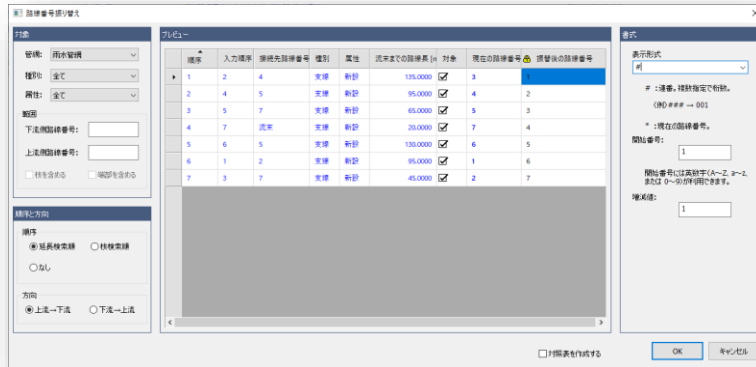 路線番号振り替え
対象
管網: 雨水管網
種別: 全て
属性: 全て
範囲
下流側路線番号:
上流側路線番号:
枝を含める 端部を含める
順序と方向
順序
延長検索順 枝検索順
なし
方向
上流→下流 下流→上流
プレビュー
順序 入力順序 接続先路線番号 種別 属性 流末までの路線長 [m 対象 現在の路線番号 振替後の路線番号
1 2 4 支線 新設 135.0000 3 1
2 4 5 支線 新設 95.0000 4 2
3 5 7 支線 新設 65.0000 5 3
4 7 流末 支線 新設 20.0000 7 4
5 6 5 支線 新設 130.0000 6 5
6 1 2 支線 新設 95.0000 1 6
7 3 7 支線 新設 45.0000 2 7
書式
表示形式
#
# :連番。複数指定で桁数。
(例) ### → 001
* :現在の路線番号。
開始番号:
1
開始番号には英数字(A～Z, a～z,
または 0～9)が利用できます。
増減値:
1
対照表を作成する
OK キャンセル